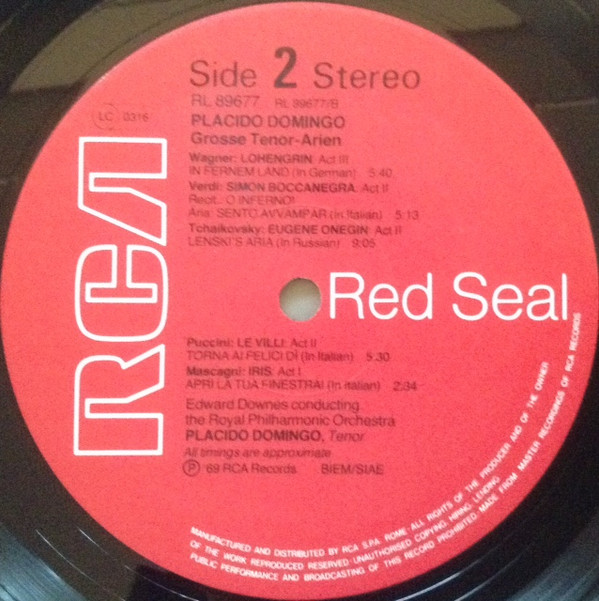 Side 2 Stereo
RL 89677 RL 89677/B
LC 0316
PLACIDO DOMINGO
Grosse Tenor-Arien
Wagner: LOHENGRIN: Act III
IN FERNEM LAND (In German) 5:40
Verdi: SIMON BOCCANEGRA: Act II
Recit.: O INFERNO!
Aria: SENTO AVVAMPAR (In Italian) 5:13
Tchaikovsky: EUGENE ONEGIN: Act II
LENSKI'S ARIA (In Russian) 9:05
RCA
Red Seal
Puccini: LE VILLI: Act II
TORNA AI FELICI DÌ (In Italian) 5.30
Mascagni: IRIS: Act I
APRI LA TUA FINESTRA! (In Italian) 2:34
Edward Downes conducting
the Royal Philharmonic Orchestra
PLACIDO DOMINGO, Tenor
All timings are approximate
Ⓟ '69 RCA Records BIEM/SIAE
MANUFACTURED AND DISTRIBUTED BY RCA S.P.A. ROME · ALL RIGHTS OF THE PRODUCER AND OF THE OWNER
OF THE WORK REPRODUCED RESERVED · UNAUTHORISED COPYING, HIRING, LENDING,
PUBLIC PERFORMANCE AND BROADCASTING OF THIS RECORD PROHIBITED · MADE FROM MASTER RECORDINGS OF RCA RECORDS